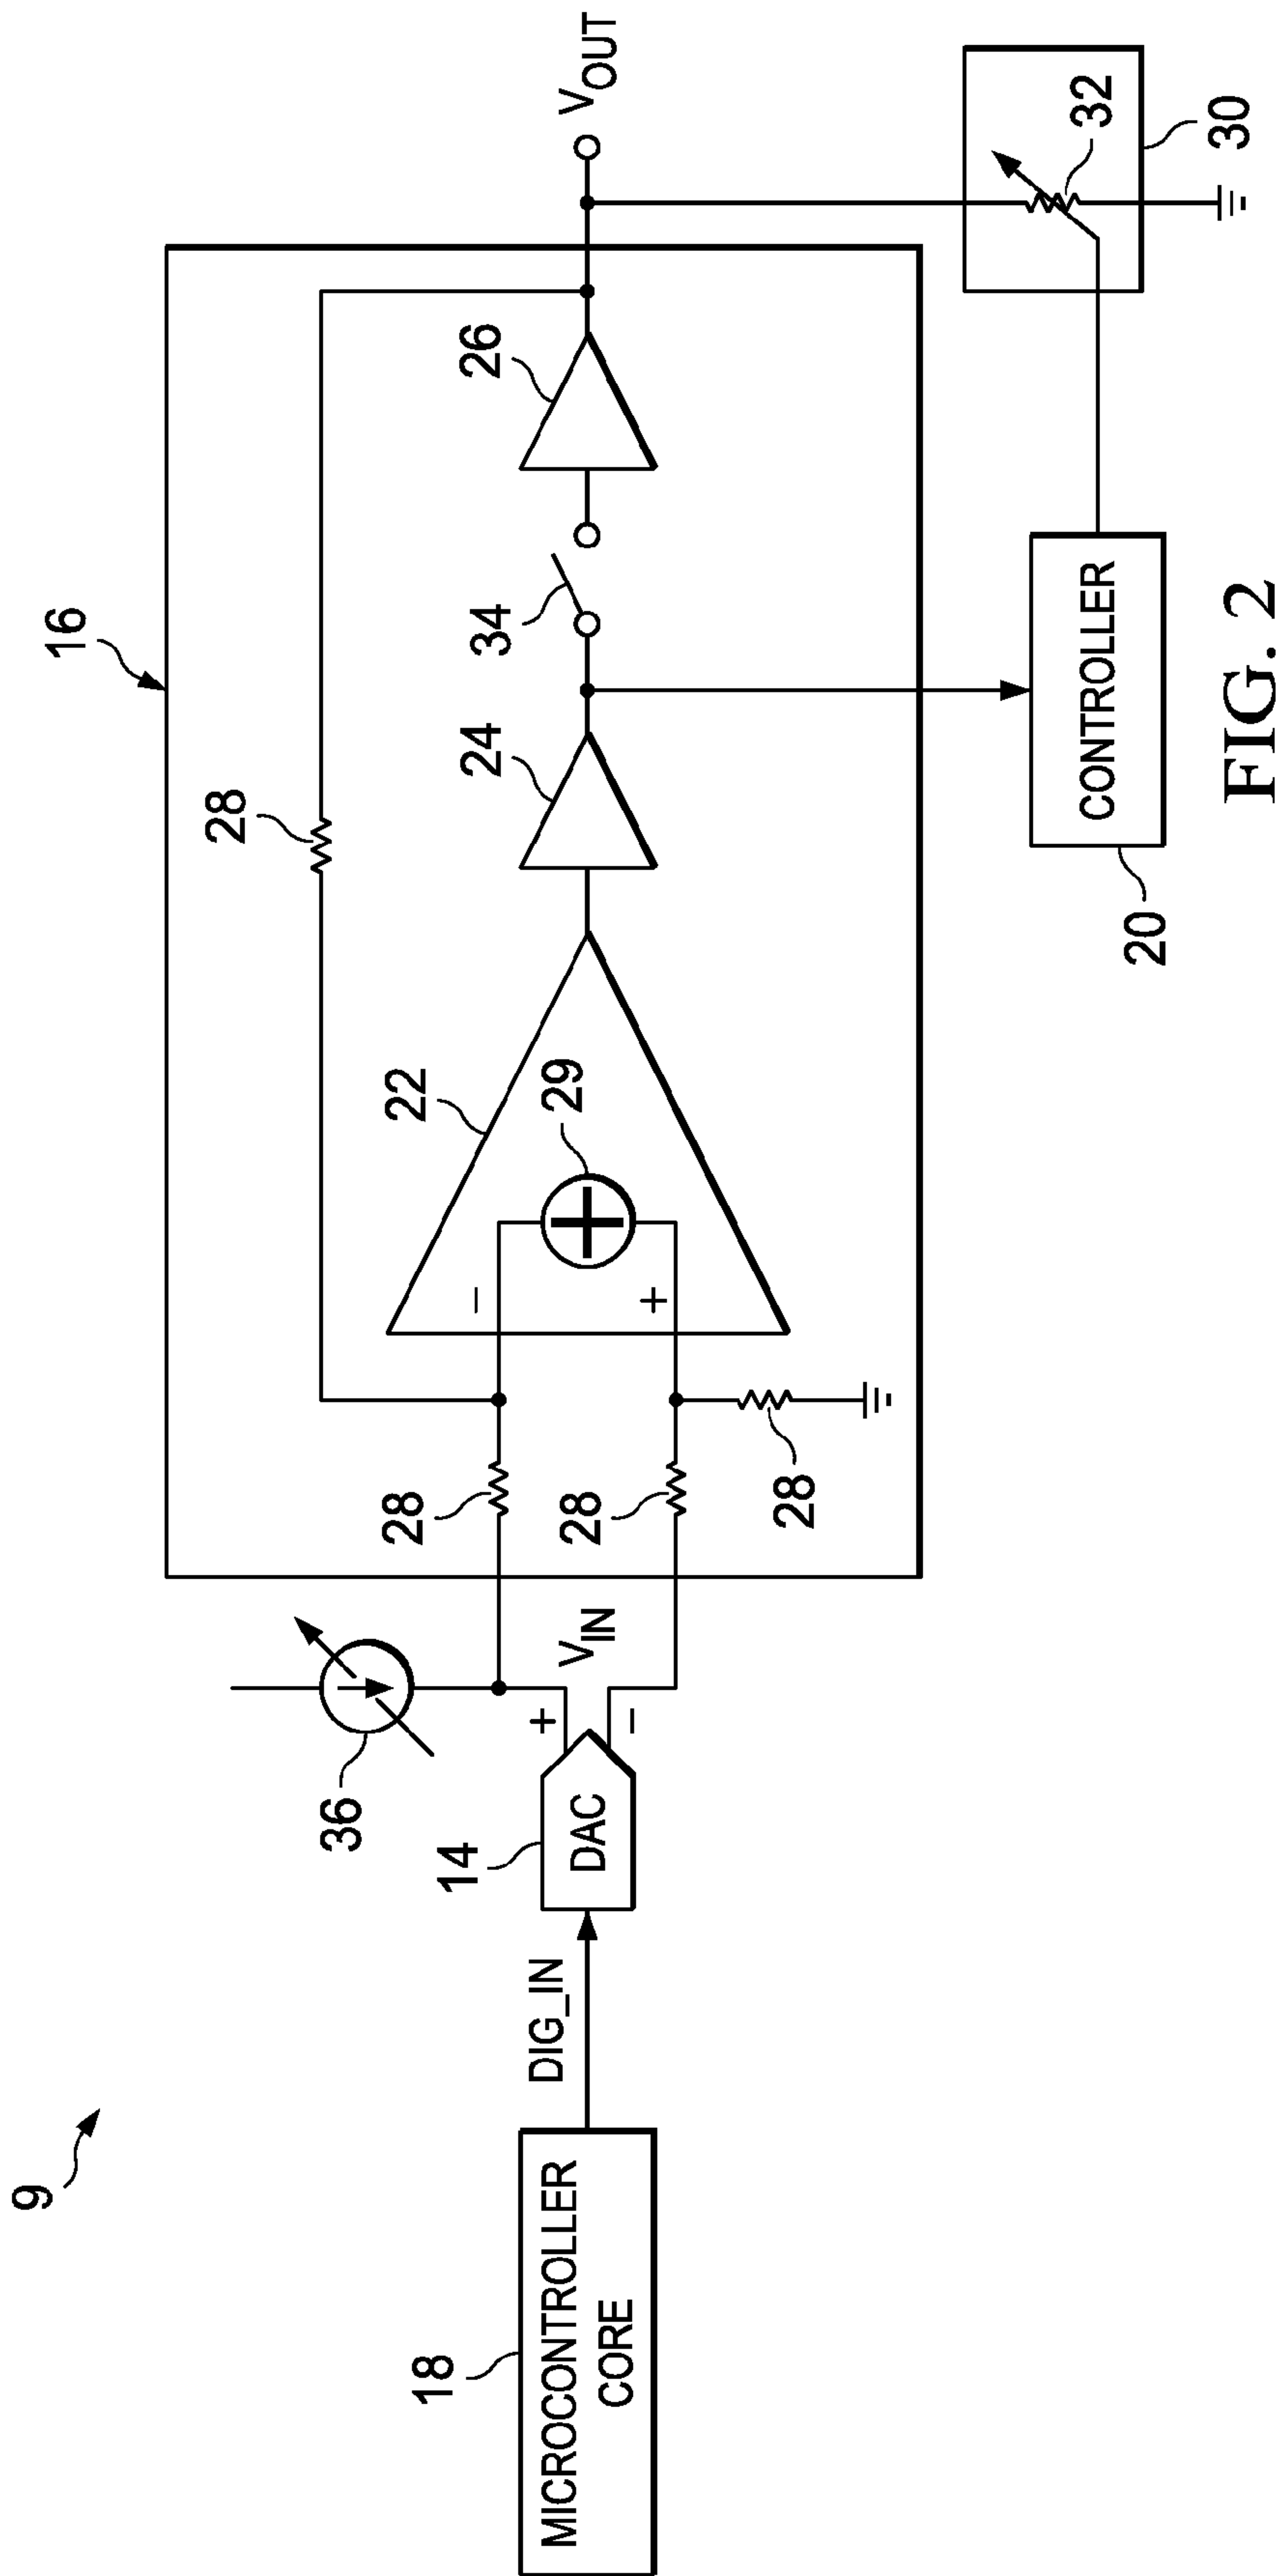 9
18
MICROCONTROLLER
CORE
DIG_IN
14
DAC
36
+
−
VIN
16
28
28
28
28
22
−
+
29
24
34
26
VOUT
20
CONTROLLER
32
30
FIG. 2